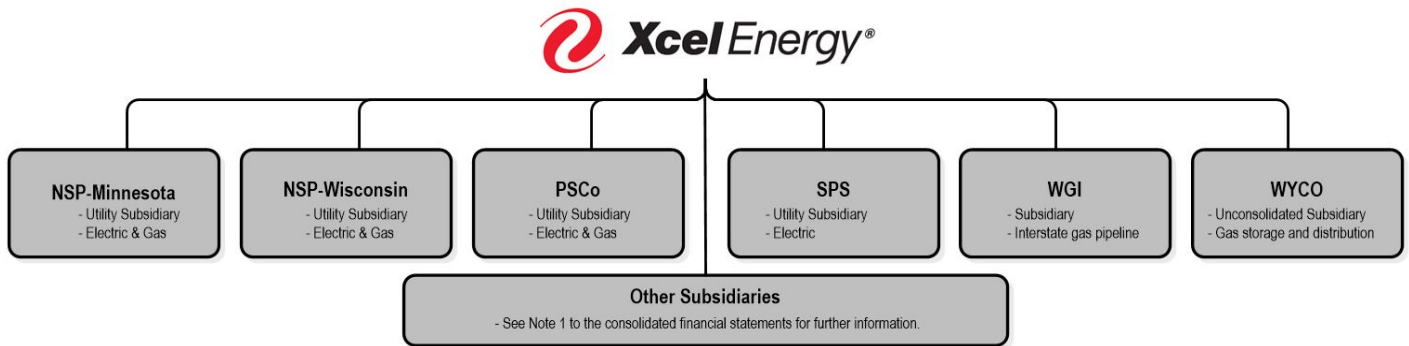 Xcel Energy®
NSP-Minnesota
- Utility Subsidiary
- Electric & Gas
NSP-Wisconsin
- Utility Subsidiary
- Electric & Gas
PSCo
- Utility Subsidiary
- Electric & Gas
SPS
- Utility Subsidiary
- Electric
WGI
- Subsidiary
- Interstate gas pipeline
WYCO
- Unconsolidated Subsidiary
- Gas storage and distribution
Other Subsidiaries
- See Note 1 to the consolidated financial statements for further information.